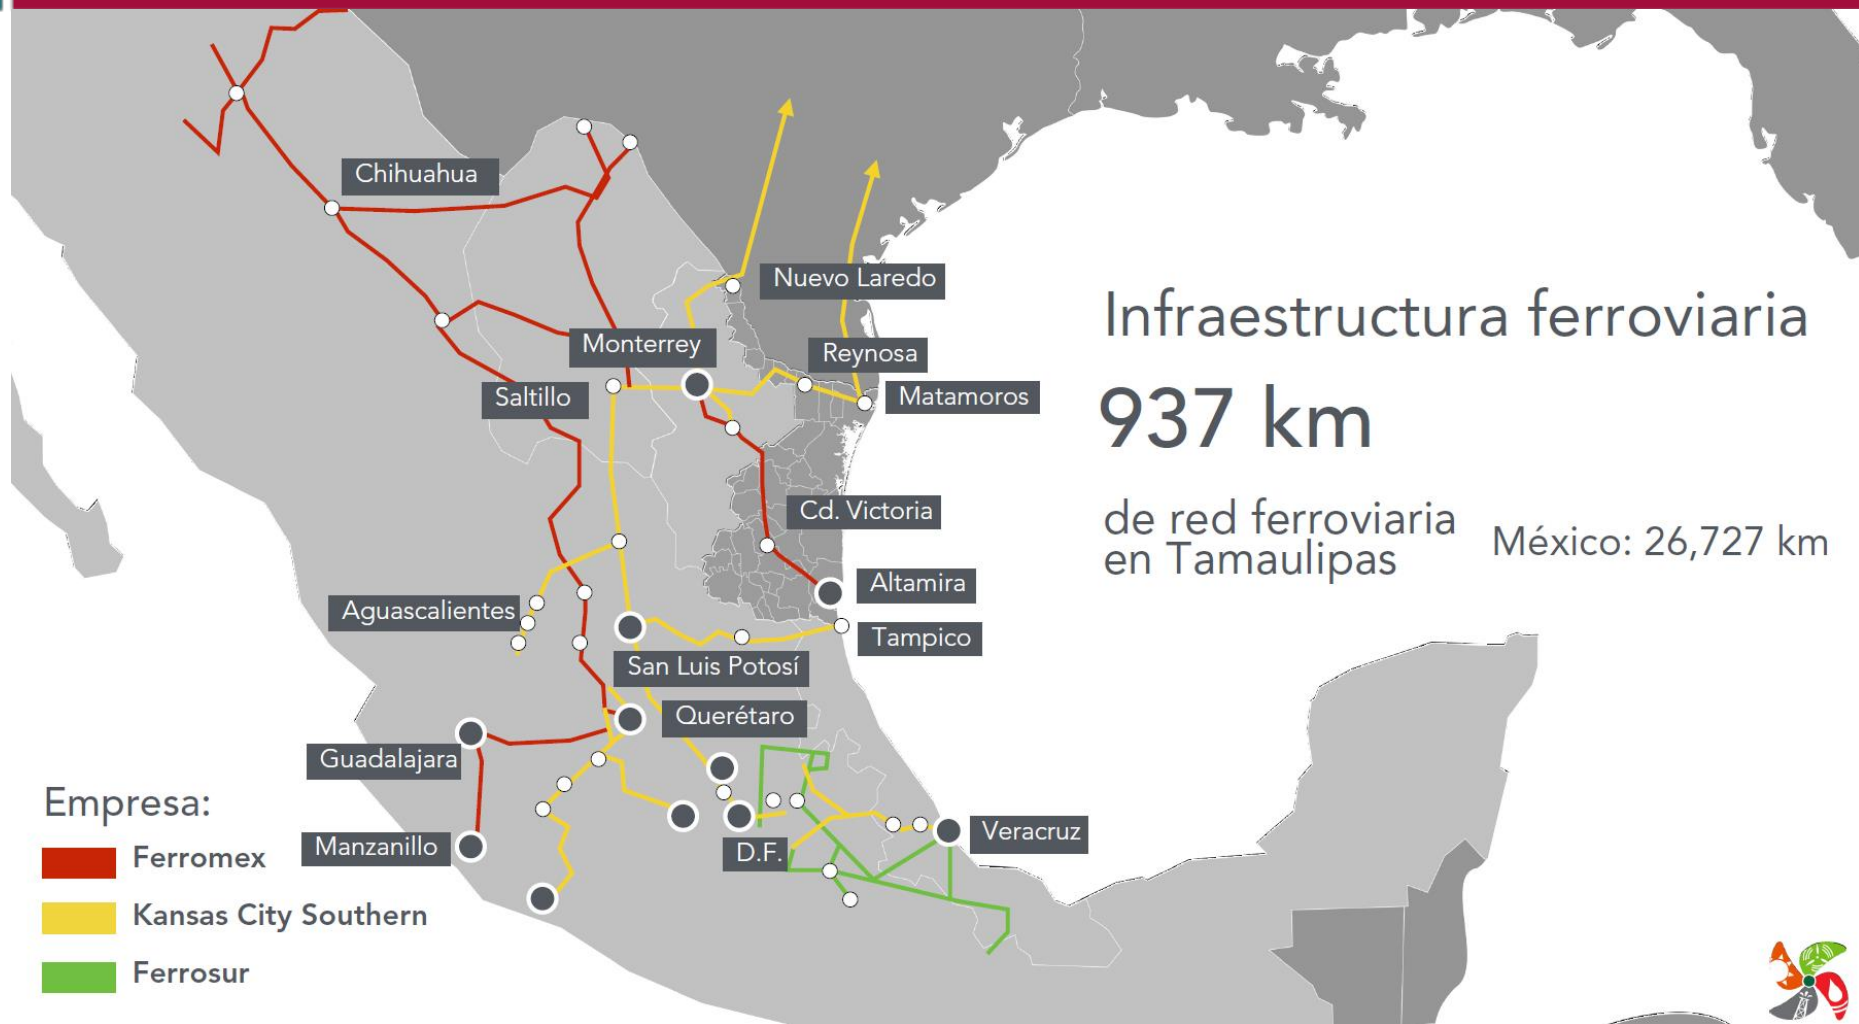 Chihuahua
Nuevo Laredo
Monterrey
Reynosa
Saltillo
Matamoros
Cd. Victoria
Altamira
Aguascalientes
Tampico
San Luis Potosí
Querétaro
Guadalajara
Manzanillo
D.F.
Veracruz
Infraestructura ferroviaria
937 km
de red ferroviaria
en Tamaulipas
México: 26,727 km
Empresa:
Ferromex
Kansas City Southern
Ferrosur